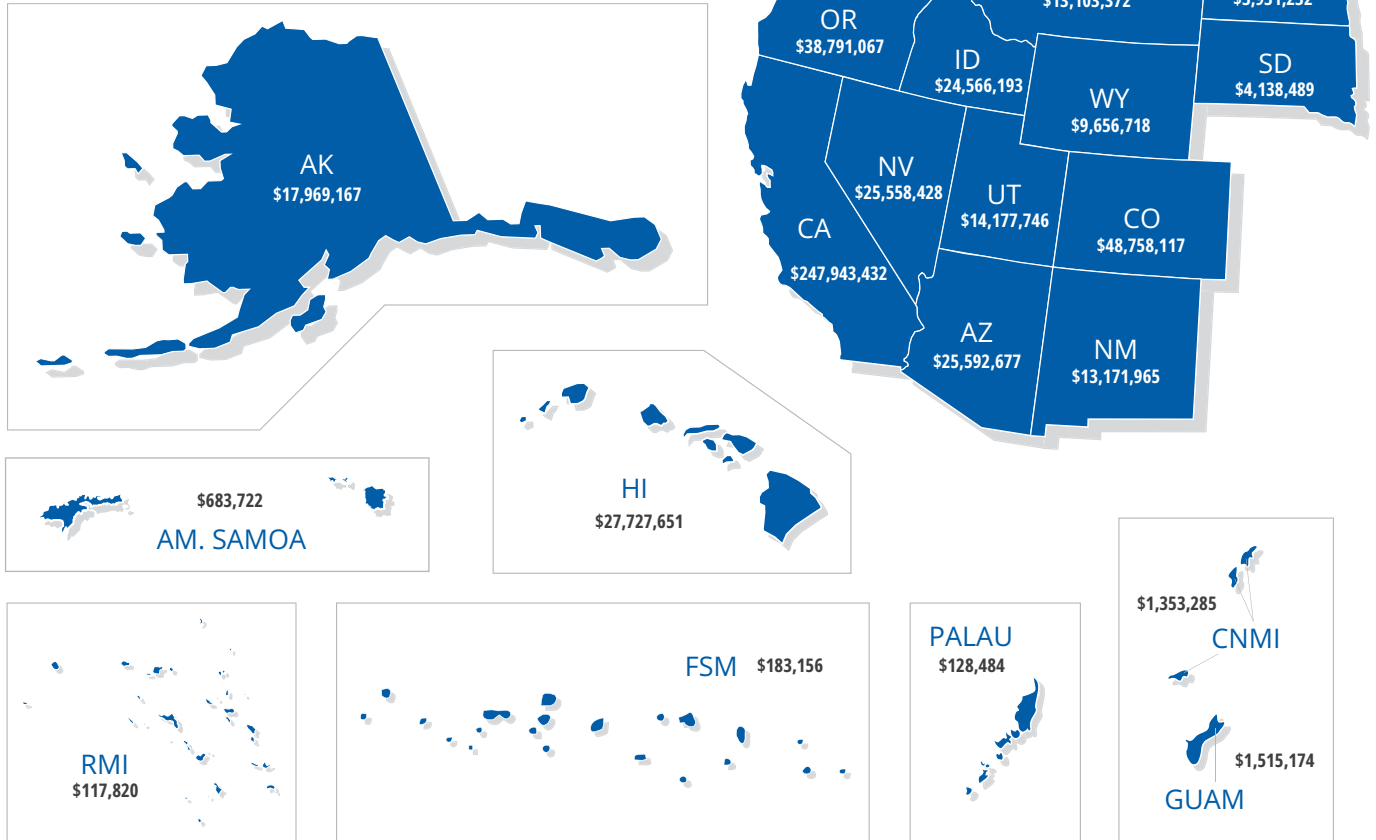 $13,103,372
OR
$38,791,067
ID
$24,566,193
SD
$4,138,489
WY
$9,656,718
AK
$17,969,167
NV
$25,558,428
UT
$14,177,746
CO
$48,758,117
CA
$247,943,432
AZ
$25,592,677
NM
$13,171,965
HI
$27,727,651
$683,722
AM. SAMOA
$1,353,285
CNMI
PALAU
$128,484
FSM $183,156
RMI
$117,820
$1,515,174
GUAM